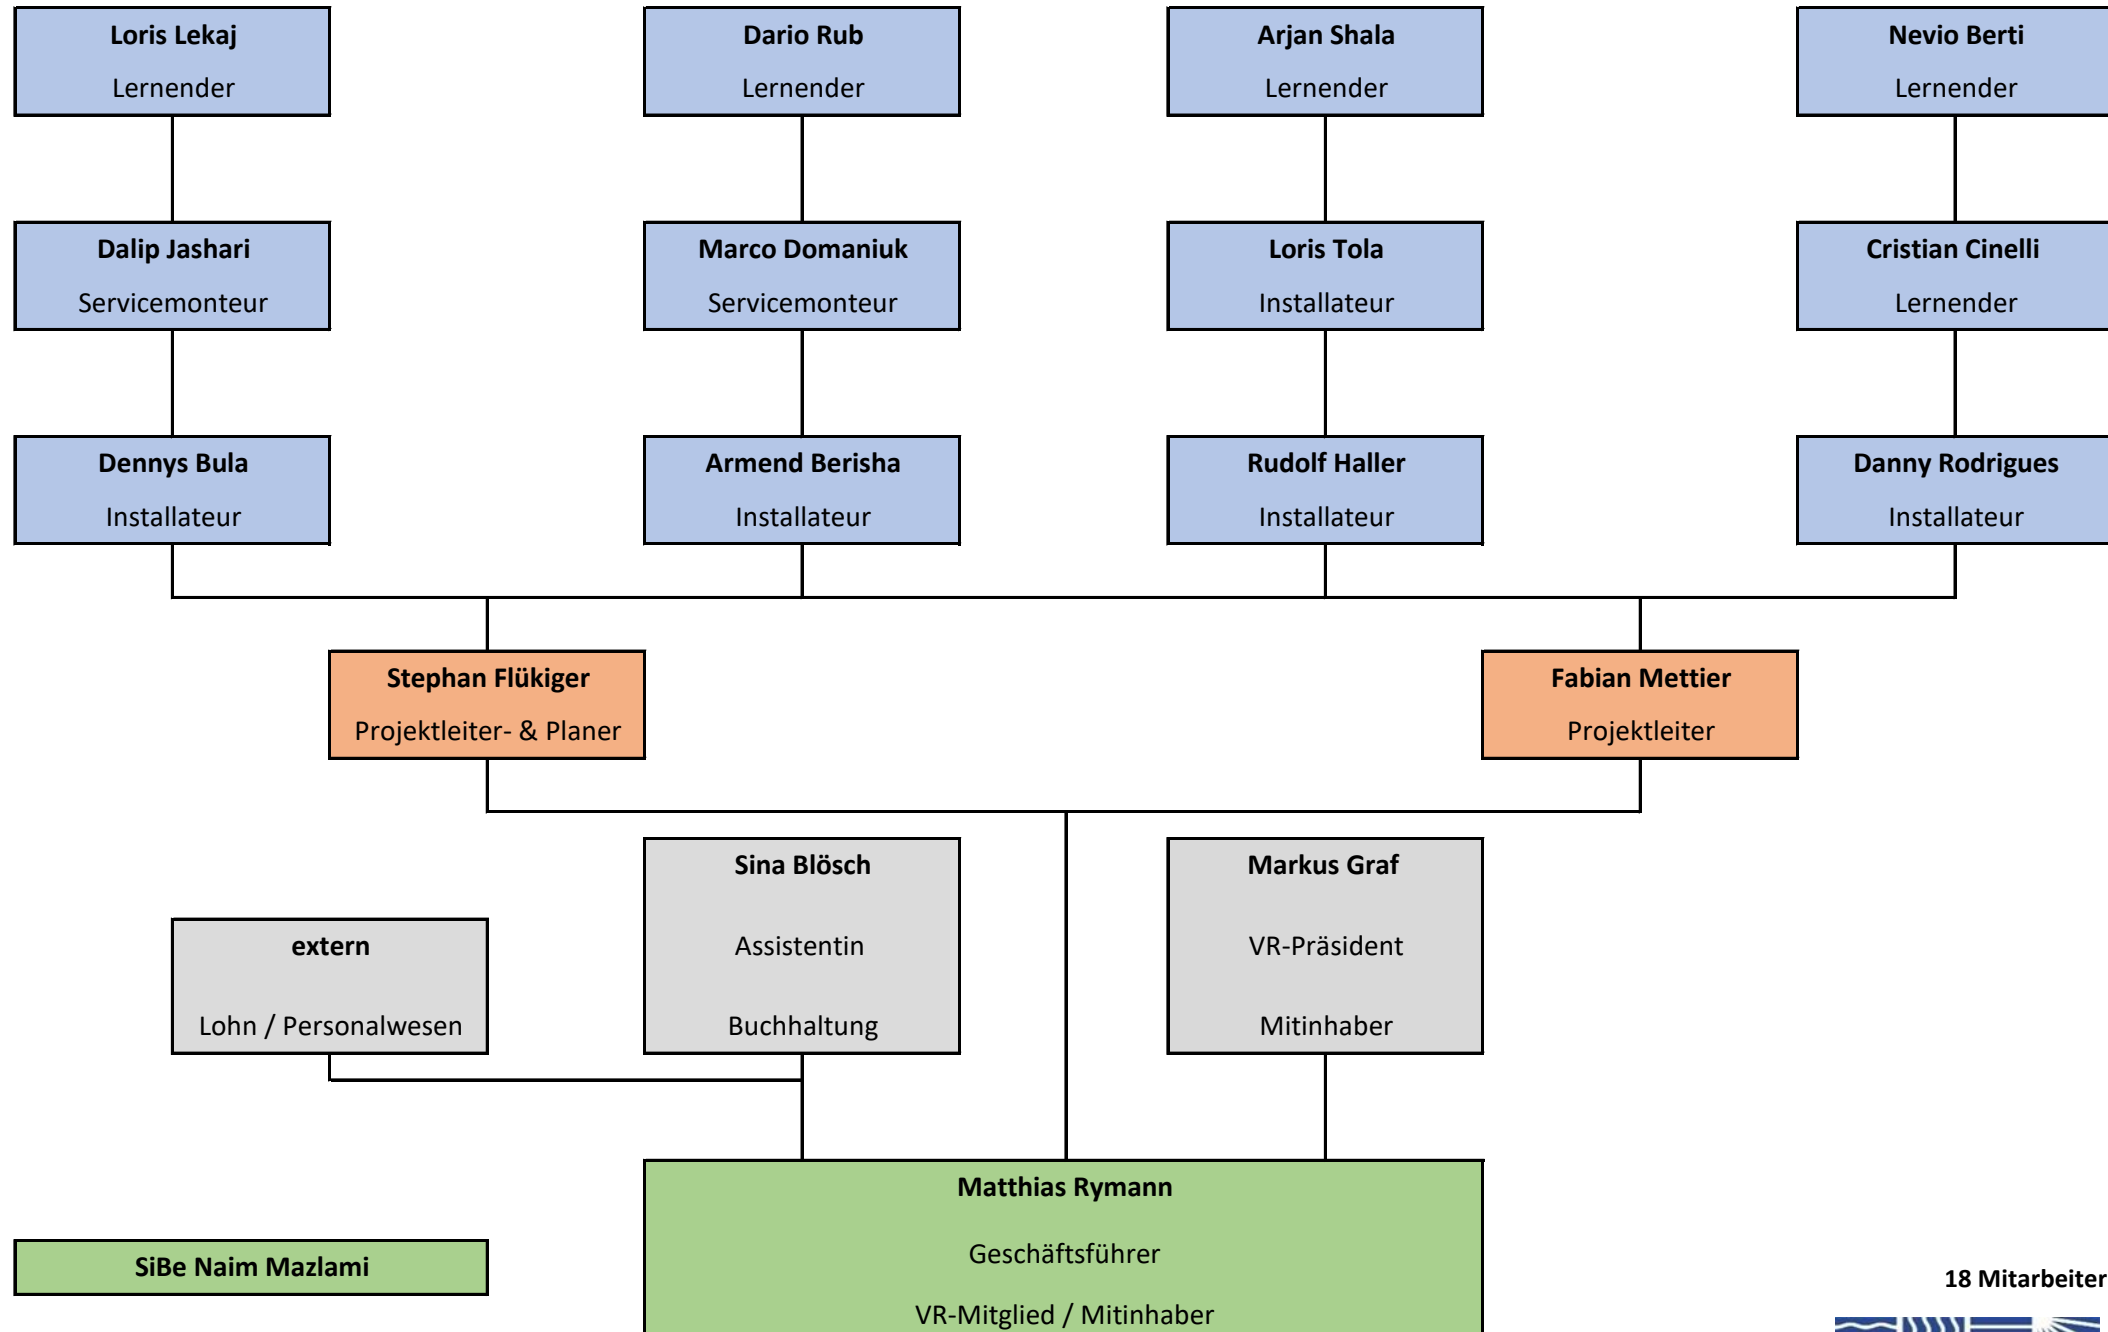 Loris Lekaj
Lernender
Dario Rub
Lernender
Arjan Shala
Lernender
Nevio Berti
Lernender
Dalip Jashari
Servicemonteur
Marco Domaniuk
Servicemonteur
Loris Tola
Installateur
Cristian Cinelli
Lernender
Dennys Bula
Installateur
Armend Berisha
Installateur
Rudolf Haller
Installateur
Danny Rodrigues
Installateur
Stephan Flükiger
Projektleiter- & Planer
Fabian Mettier
Projektleiter
extern
Lohn / Personalwesen
Sina Blösch
Assistentin
Buchhaltung
Markus Graf
VR-Präsident
Mitinhaber
Matthias Rymann
Geschäftsführer
VR-Mitglied / Mitinhaber
SiBe Naim Mazlami
18 Mitarbeiter